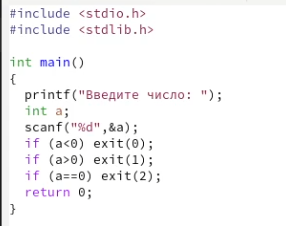 #include <stdio.h>
#include <stdlib.h>

int main()
{
  printf("Введите число: ");
  int a;
  scanf("%d",&a);
  if (a<0) exit(0);
  if (a>0) exit(1);
  if (a==0) exit(2);
  return 0;
}